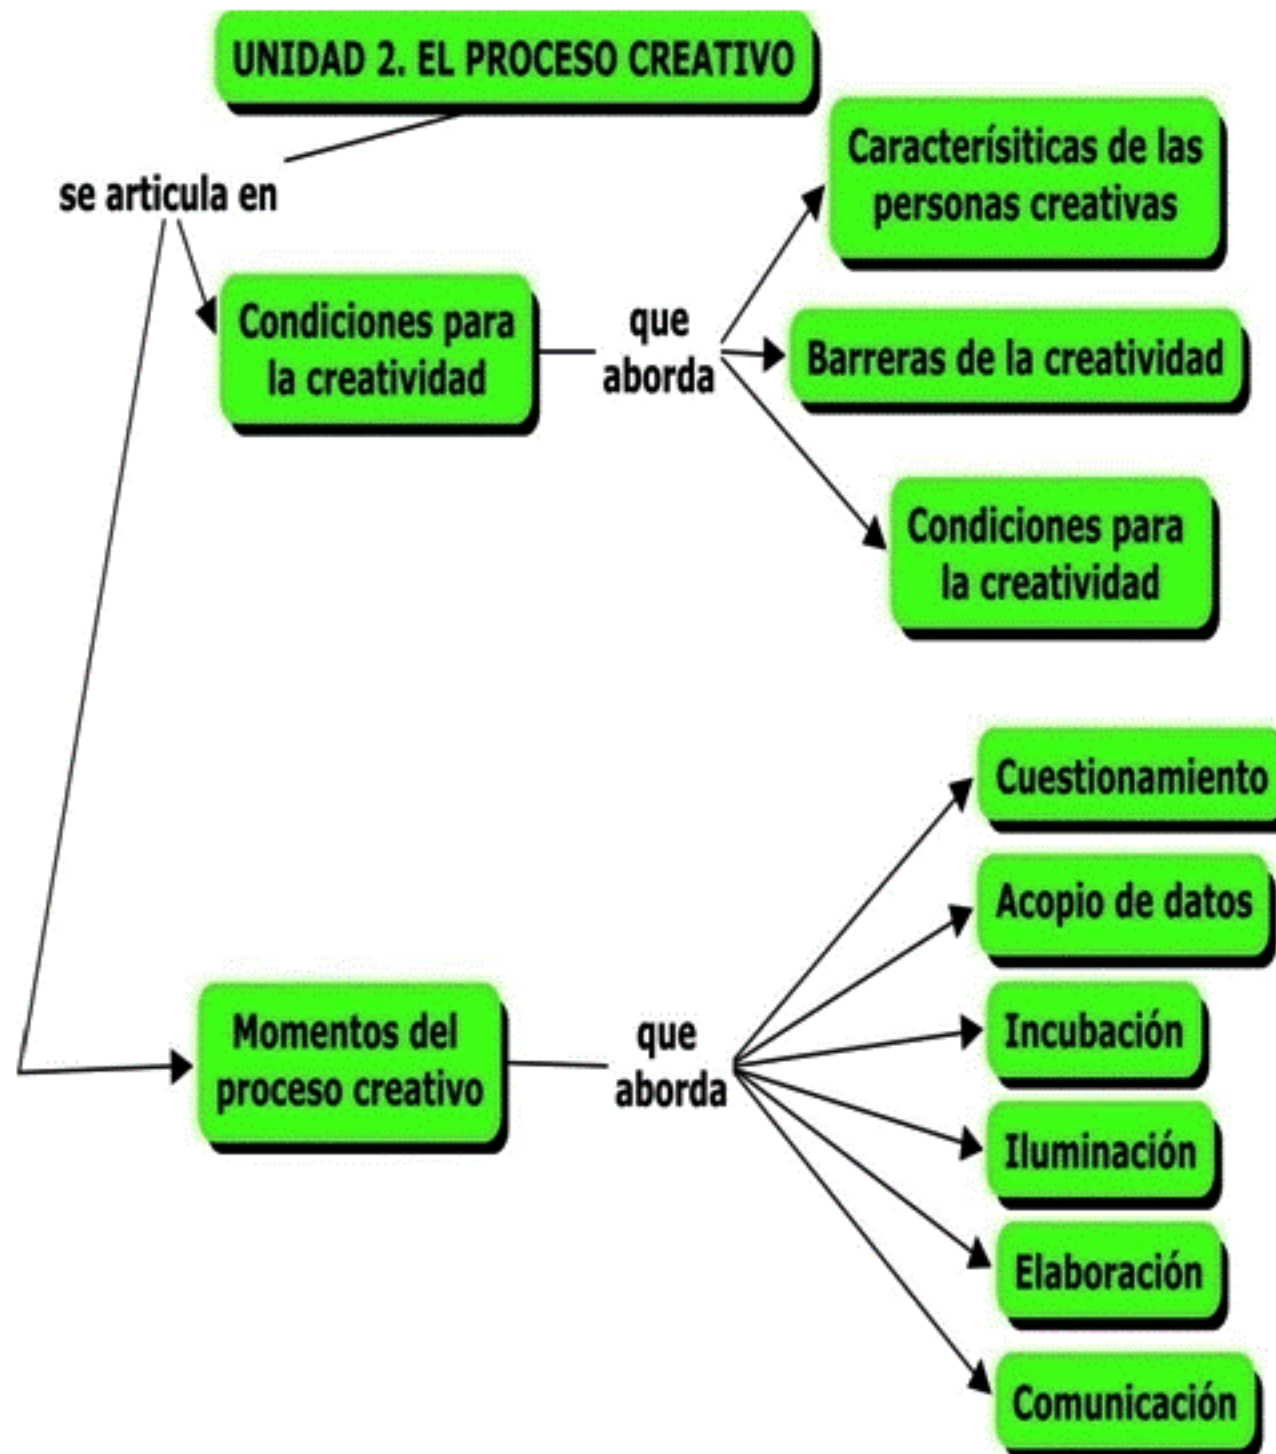 UNIDAD 2. EL PROCESO CREATIVO
se articula en
Condiciones para
la creatividad
que
aborda
Caracterísiticas de las
personas creativas
Barreras de la creatividad
Condiciones para
la creatividad
Momentos del
proceso creativo
que
aborda
Cuestionamiento
Acopio de datos
Incubación
Iluminación
Elaboración
Comunicación